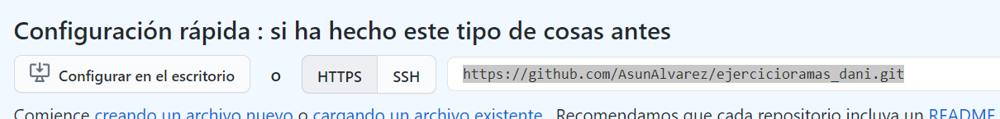 Configuración rápida : si ha hecho este tipo de cosas antes
Configurar en el escritorio o HTTPS SSH https://github.com/AsunAlvarez/ejercicioramas_dani.git
Comience creando un archivo nuevo o cargando un archivo existente . Recomendamos que cada repositorio incluya un README